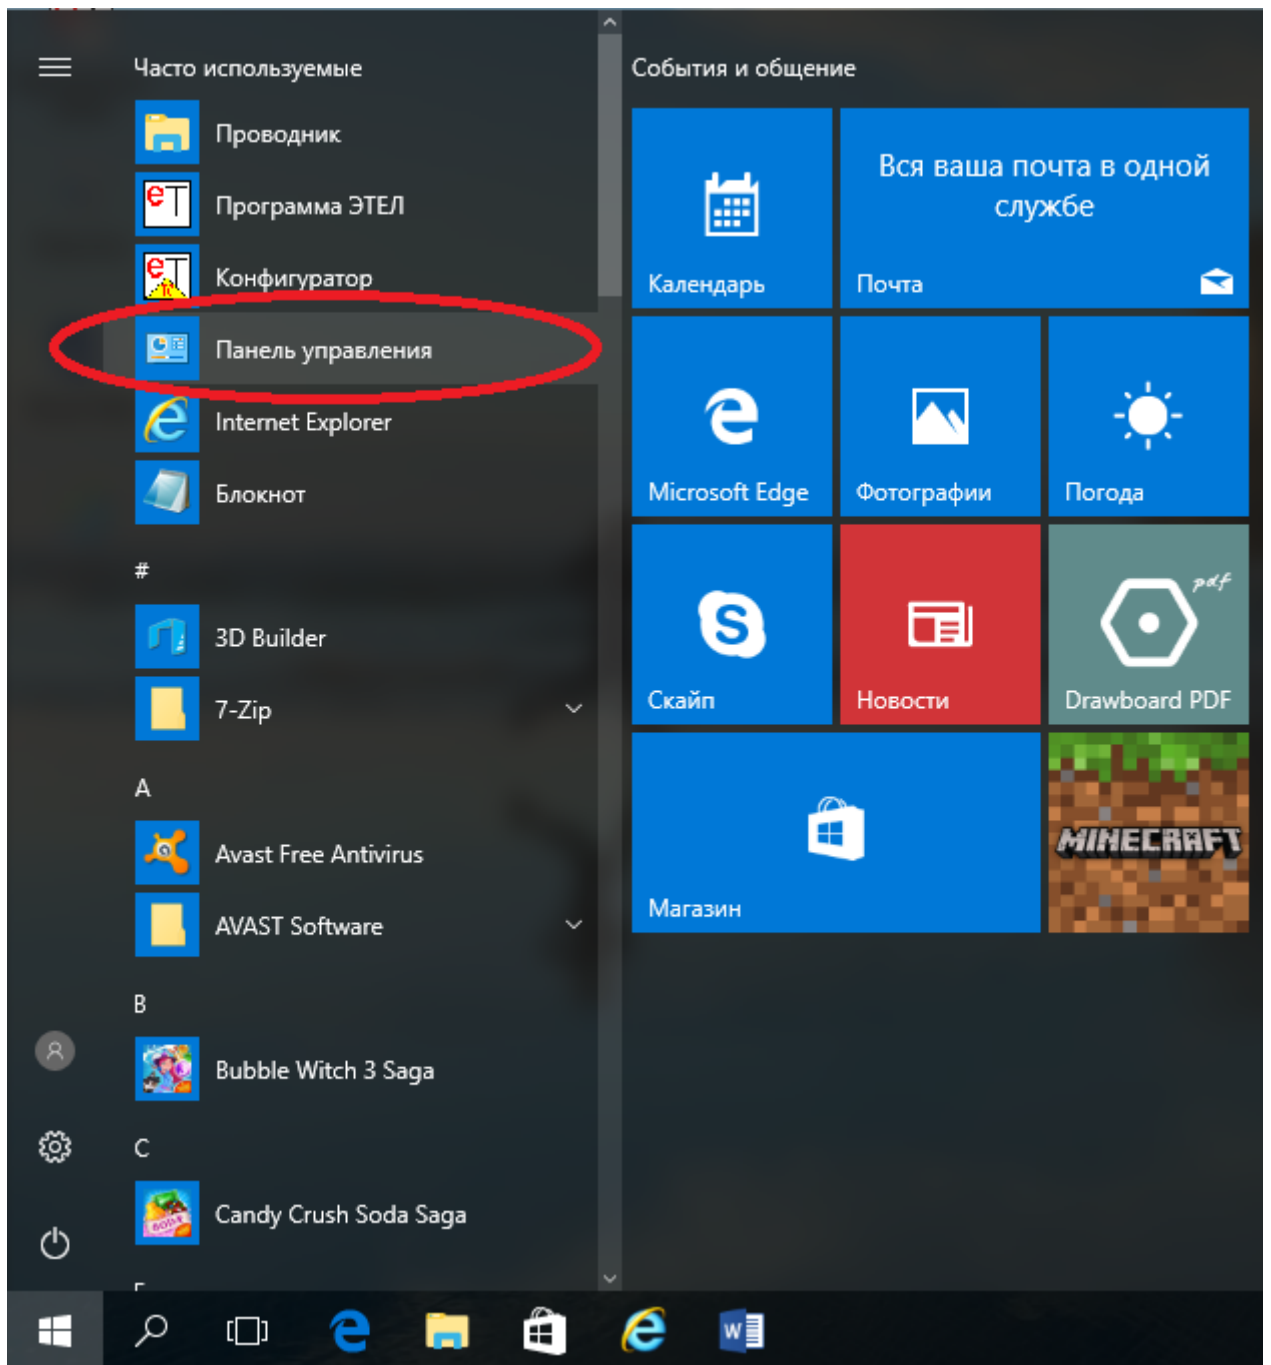 Часто используемые
Проводник
Программа ЭТЕЛ
Конфигуратор
Панель управления
Internet Explorer
Блокнот
#
3D Builder
7-Zip
A
Avast Free Antivirus
AVAST Software
B
Bubble Witch 3 Saga
C
Candy Crush Soda Saga
События и общение
Календарь
Вся ваша почта в одной
службе
Почта
Microsoft Edge
Фотографии
Погода
Скайп
Новости
pdf
Drawboard PDF
Магазин
MINECRAFT